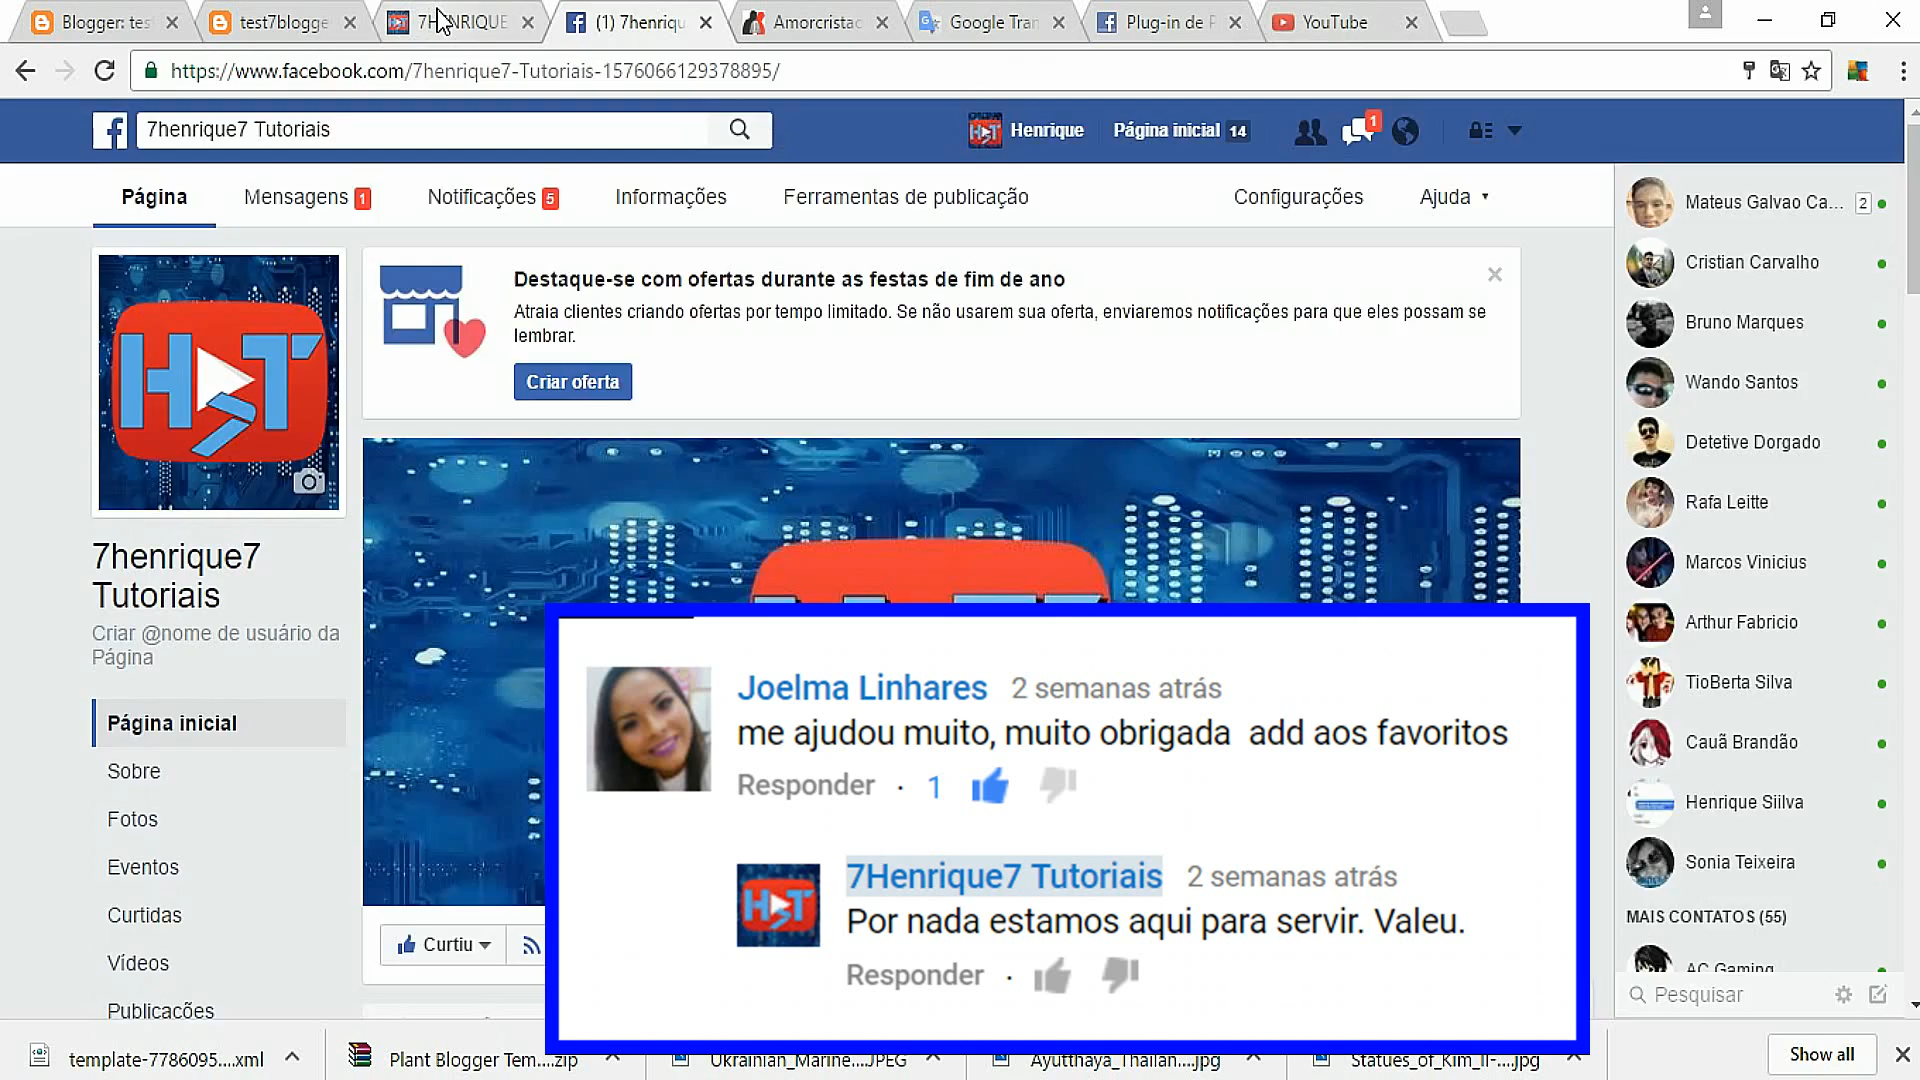 Blogger: tes
test7blogge
7HENRIQUE
(1) 7henriqu
Amorcristac
Google Tran
Plug-in de P
YouTube
https://www.facebook.com/7henrique7-Tutoriais-1576066129378895/
7henrique7 Tutoriais
Henrique
Página inicial 14
1
Página
Mensagens 1
Notificações 5
Informações
Ferramentas de publicação
Configurações
Ajuda
Destaque-se com ofertas durante as festas de fim de ano
Atraia clientes criando ofertas por tempo limitado. Se não usarem sua oferta, enviaremos notificações para que eles possam se
lembrar.
Criar oferta
H7T
7henrique7
Tutoriais
Criar @nome de usuário da
Página
Página inicial
Sobre
Fotos
Eventos
Curtidas
Vídeos
Publicações
Curtiu
Joelma Linhares 2 semanas atrás
me ajudou muito, muito obrigada add aos favoritos
Responder · 1
7Henrique7 Tutoriais 2 semanas atrás
Por nada estamos aqui para servir. Valeu.
Responder ·
Mateus Galvao Ca... 2
Cristian Carvalho
Bruno Marques
Wando Santos
Detetive Dorgado
Rafa Leitte
Marcos Vinicius
Arthur Fabricio
TioBerta Silva
Cauã Brandão
Henrique Siilva
Sonia Teixeira
MAIS CONTATOS (55)
AC Gaming
Pesquisar
template-7786095....xml
Plant Blogger Tem....zip
Ukrainian_Marine....JPEG
Ayutthaya_Thailan....jpg
Statues_of_Kim_Il-....jpg
Show all